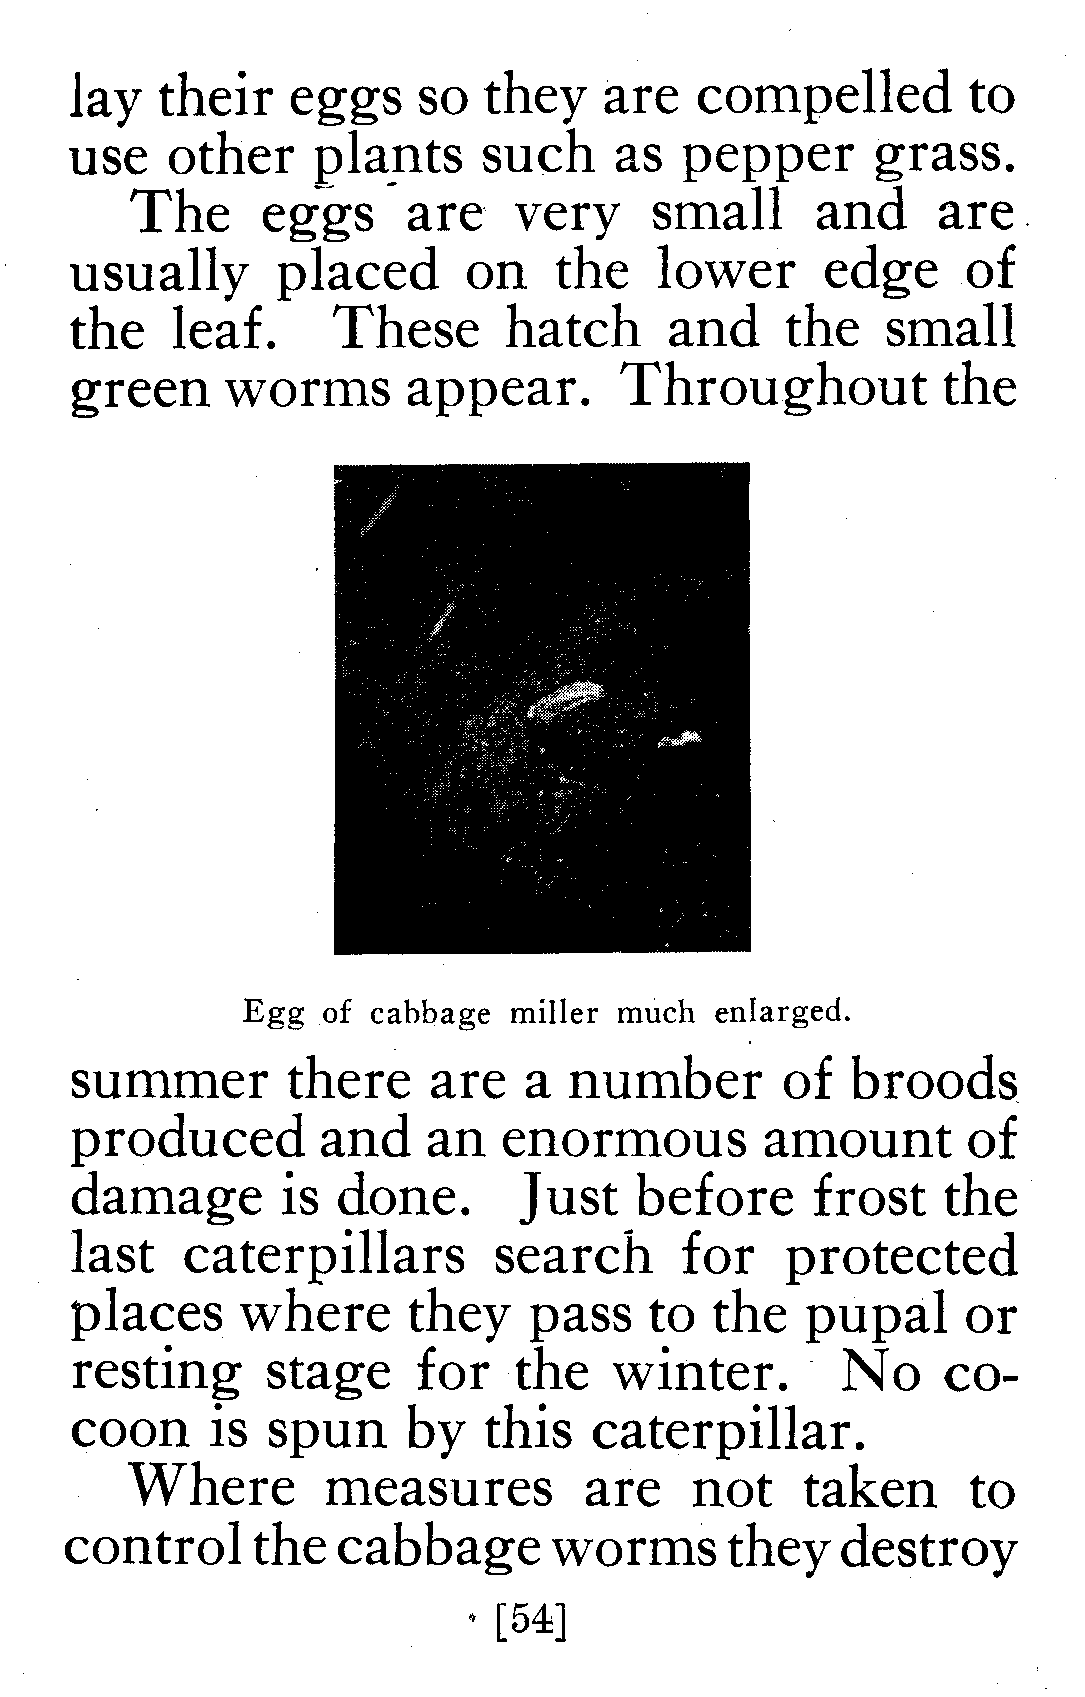 lay their eggs so they are compelled to
use other plants such as pepper grass.
The eggs are very small and are
usually placed on the lower edge of
the leaf. These hatch and the small
green worms appear. Throughout the
Egg of cabbage miller much enlarged.
summer there are a number of broods
produced and an enormous amount of
damage is done. Just before frost the
last caterpillars search for protected
places where they pass to the pupal or
resting stage for the winter. No co-
coon is spun by this caterpillar.
Where measures are not taken to
control the cabbage worms they destroy
[54]